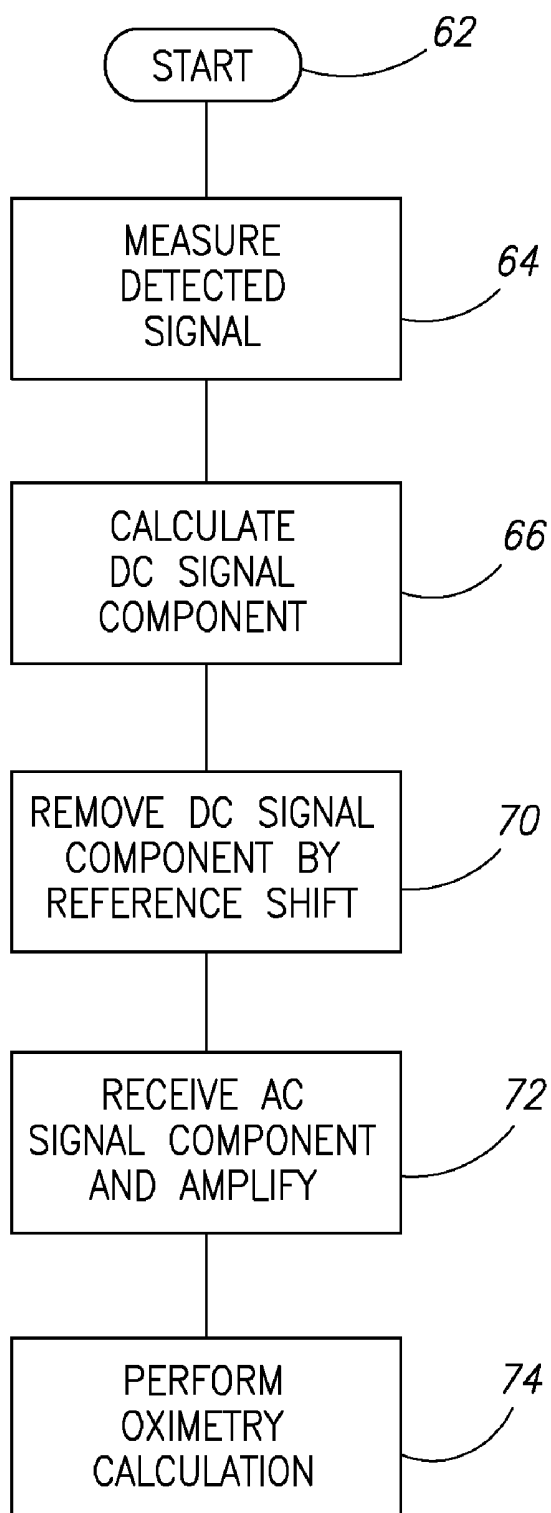 START
62
MEASURE
DETECTED
SIGNAL
64
CALCULATE
DC SIGNAL
COMPONENT
66
REMOVE DC SIGNAL
COMPONENT BY
REFERENCE SHIFT
70
RECEIVE AC
SIGNAL COMPONENT
AND AMPLIFY
72
PERFORM
OXIMETRY
CALCULATION
74